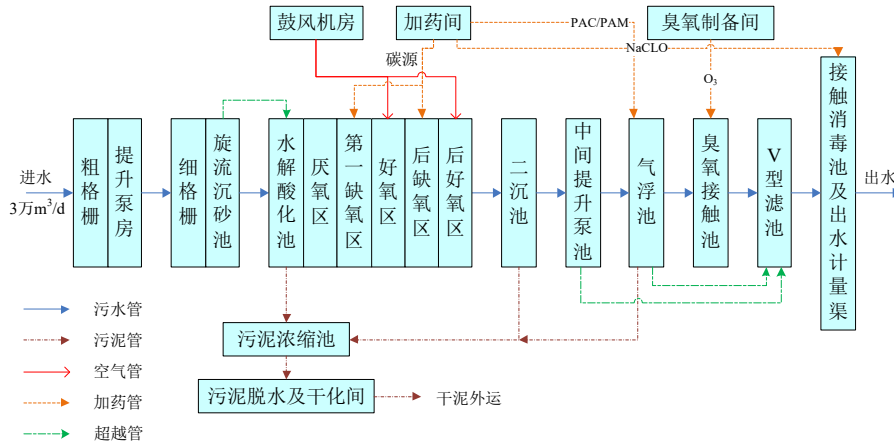 鼓风机房
加药间
臭氧制备间
PAC/PAM
NaCLO
碳源
O₃
进水
3万m³/d
粗格栅
提升泵房
细格栅
旋流沉砂池
水解酸化池
厌氧区
第一缺氧区
好氧区
后缺氧区
后好氧区
二沉池
中间提升泵池
气浮池
臭氧接触池
V型滤池
接触消毒池及出水计量渠
出水
污水管
污泥管
空气管
加药管
超越管
污泥浓缩池
污泥脱水及干化间
干泥外运